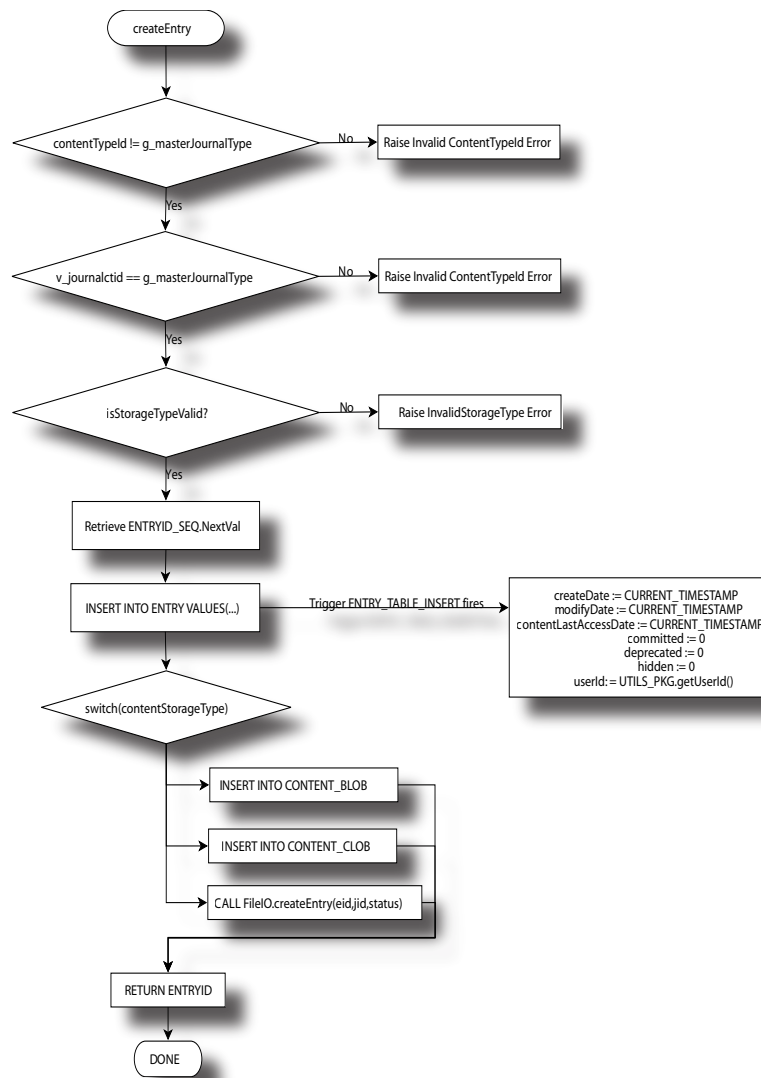 createEntry
contentTypeId != g_masterJournalType
No
Raise Invalid ContentTypeId Error
Yes
v_journalctid == g_masterJournalType
No
Raise Invalid ContentTypeId Error
Yes
isStorageTypeValid?
No
Raise InvalidStorageType Error
Yes
Retrieve ENTRYID_SEQ.NextVal
INSERT INTO ENTRY VALUES(...)
Trigger ENTRY_TABLE_INSERT fires
createDate := CURRENT_TIMESTAMP
modifyDate := CURRENT_TIMESTAMP
contentLastAccessDate := CURRENT_TIMESTAMP
committed := 0
deprecated := 0
hidden := 0
userId: = UTILS_PKG.getUserId()
switch(contentStorageType)
INSERT INTO CONTENT_BLOB
INSERT INTO CONTENT_CLOB
CALL FileIO.createEntry(eid,jid,status)
RETURN ENTRYID
DONE